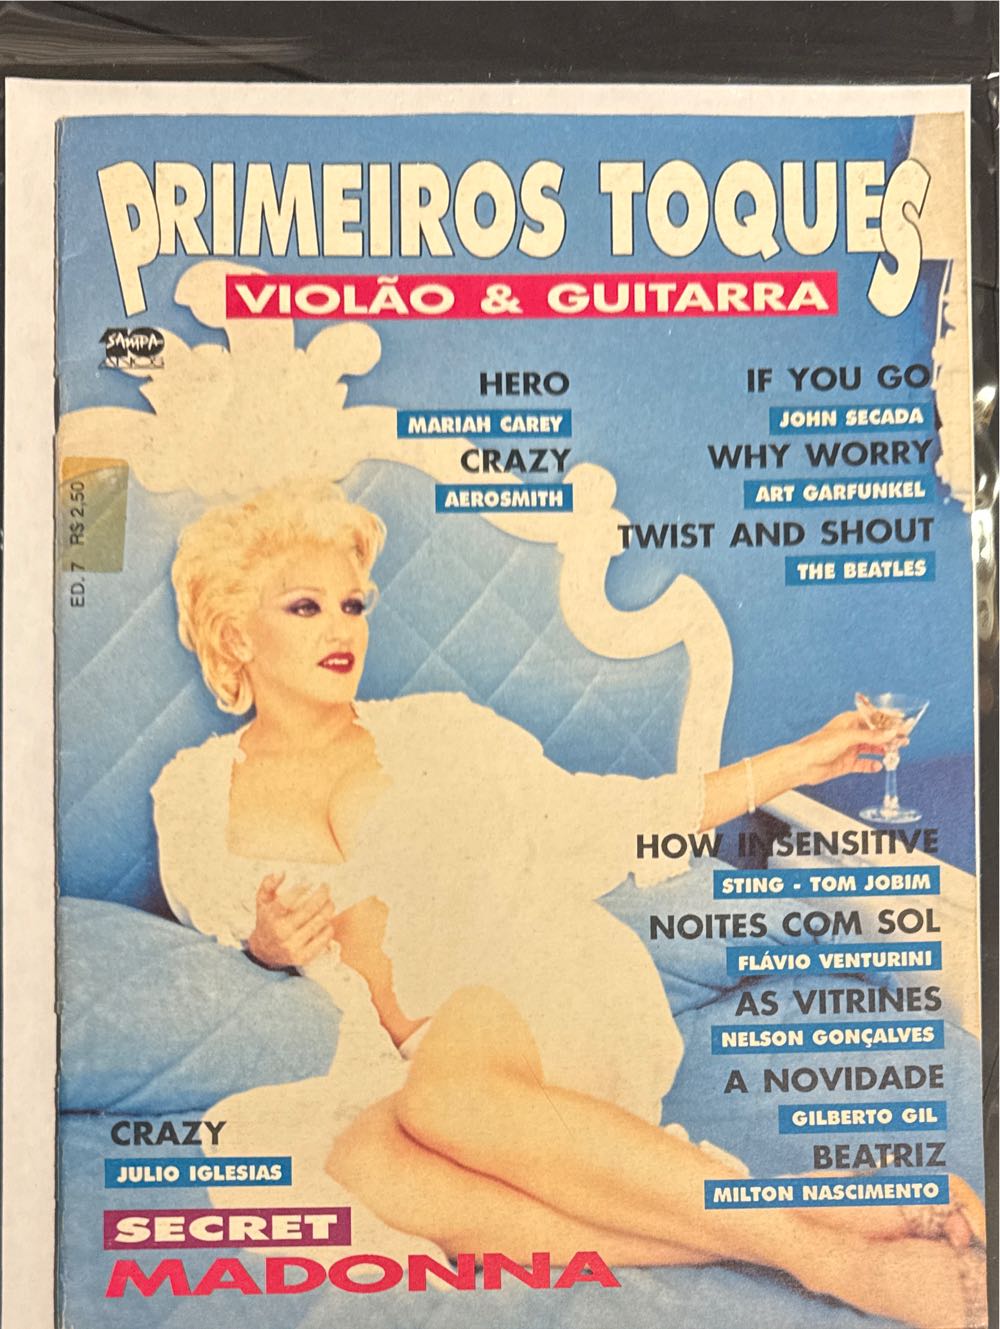 PRIMEIROS TOQUES
VIOLÃO & GUITARRA
SAMPA
ED. 7 R$ 2,50
HERO
MARIAH CAREY
CRAZY
AEROSMITH
IF YOU GO
JOHN SECADA
WHY WORRY
ART GARFUNKEL
TWIST AND SHOUT
THE BEATLES
HOW INSENSITIVE
STING - TOM JOBIM
NOITES COM SOL
FLÁVIO VENTURINI
AS VITRINES
NELSON GONÇALVES
A NOVIDADE
GILBERTO GIL
BEATRIZ
MILTON NASCIMENTO
CRAZY
JULIO IGLESIAS
SECRET
MADONNA